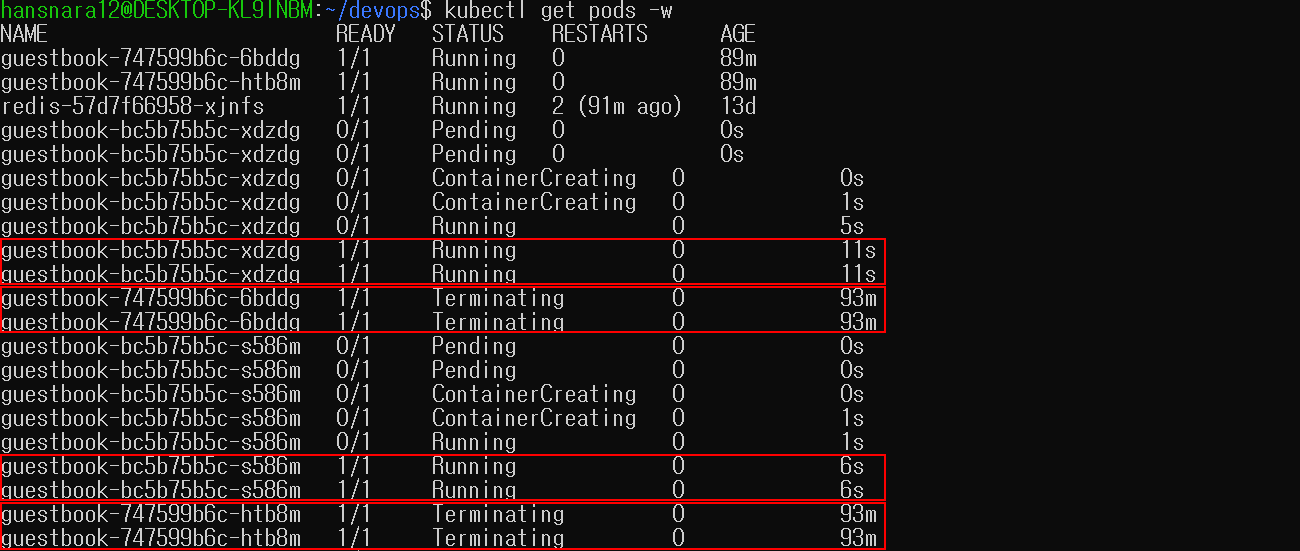 hansnara12@DESKTOP-KL9INBM:~/devops$ kubectl get pods -w
NAME READY STATUS RESTARTS AGE
guestbook-747599b6c-6bddg 1/1 Running 0 89m
guestbook-747599b6c-htb8m 1/1 Running 0 89m
redis-57d7f66958-xjnfs 1/1 Running 2 (91m ago) 13d
guestbook-bc5b75b5c-xdzdg 0/1 Pending 0 0s
guestbook-bc5b75b5c-xdzdg 0/1 Pending 0 0s
guestbook-bc5b75b5c-xdzdg 0/1 ContainerCreating 0 0s
guestbook-bc5b75b5c-xdzdg 0/1 ContainerCreating 0 1s
guestbook-bc5b75b5c-xdzdg 0/1 Running 0 5s
guestbook-bc5b75b5c-xdzdg 1/1 Running 0 11s
guestbook-bc5b75b5c-xdzdg 1/1 Running 0 11s
guestbook-747599b6c-6bddg 1/1 Terminating 0 93m
guestbook-747599b6c-6bddg 1/1 Terminating 0 93m
guestbook-bc5b75b5c-s586m 0/1 Pending 0 0s
guestbook-bc5b75b5c-s586m 0/1 Pending 0 0s
guestbook-bc5b75b5c-s586m 0/1 ContainerCreating 0 0s
guestbook-bc5b75b5c-s586m 0/1 ContainerCreating 0 1s
guestbook-bc5b75b5c-s586m 0/1 Running 0 1s
guestbook-bc5b75b5c-s586m 1/1 Running 0 6s
guestbook-bc5b75b5c-s586m 1/1 Running 0 6s
guestbook-747599b6c-htb8m 1/1 Terminating 0 93m
guestbook-747599b6c-htb8m 1/1 Terminating 0 93m